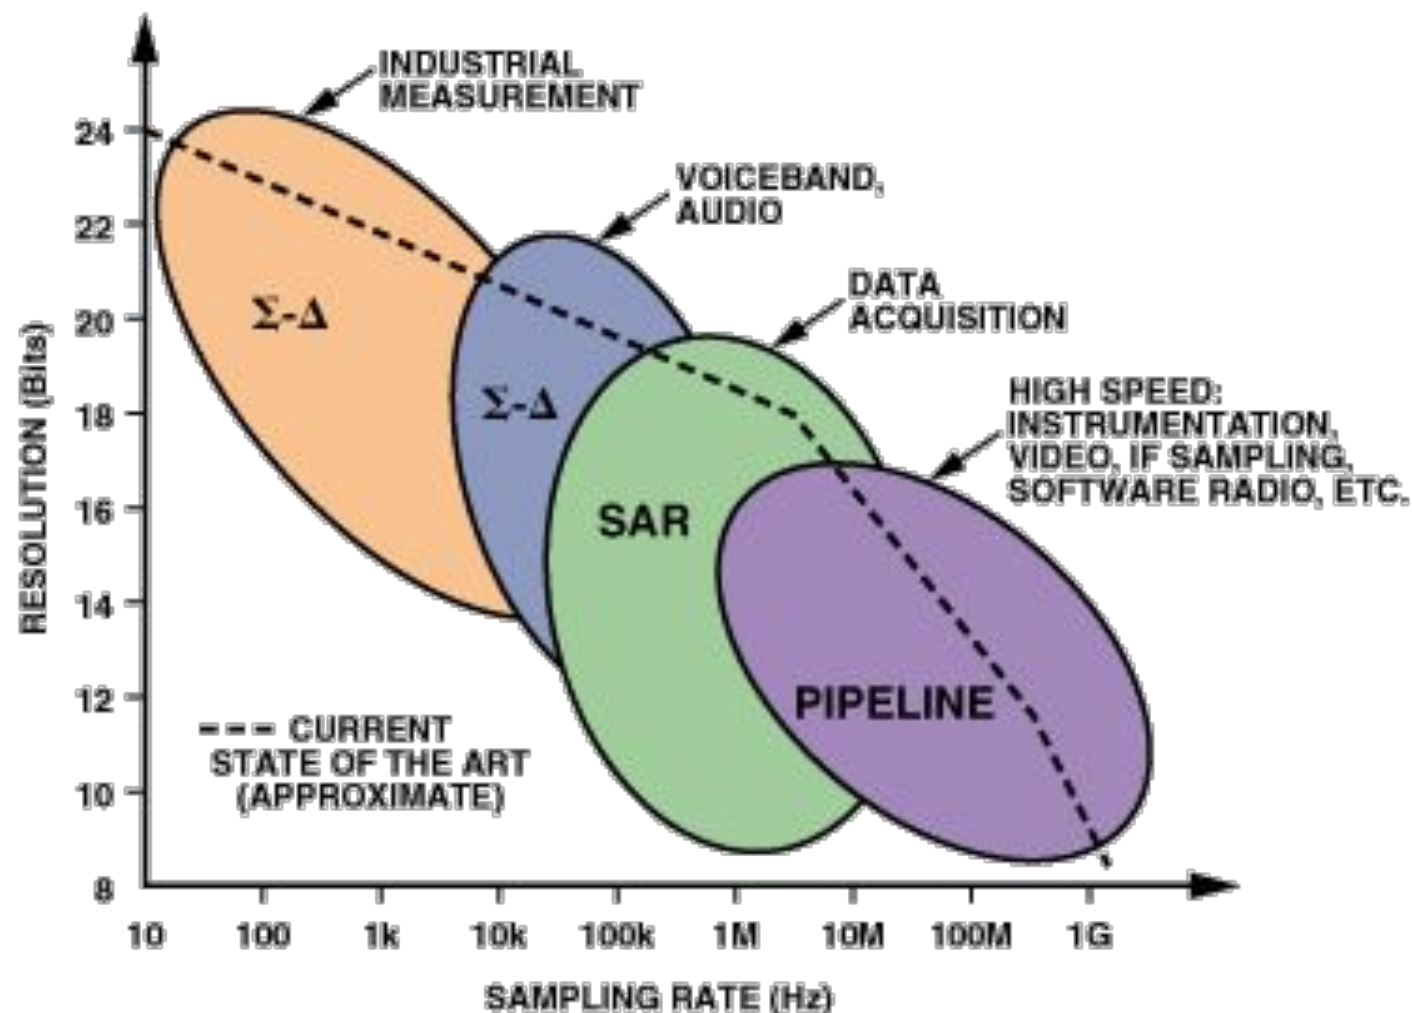 INDUSTRIAL
MEASUREMENT
VOICEBAND,
AUDIO
DATA
ACQUISITION
HIGH SPEED:
INSTRUMENTATION,
VIDEO, IF SAMPLING,
SOFTWARE RADIO, ETC.
Σ-Δ
Σ-Δ
SAR
PIPELINE
CURRENT
STATE OF THE ART
(APPROXIMATE)
RESOLUTION (Bits)
24
22
20
18
16
14
12
10
8
10 100 1k 10k 100k 1M 10M 100M 1G
SAMPLING RATE (Hz)